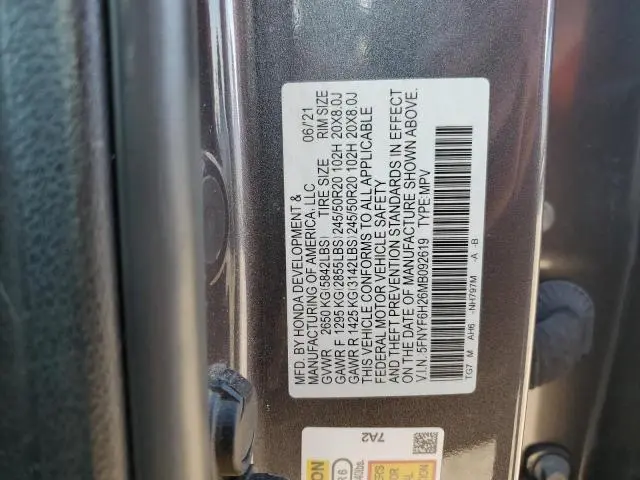 MFD. BY HONDA DEVELOPMENT & 06/'21
MANUFACTURING OF AMERICA, LLC
GVWR 2650 KG(5842LBS) TIRE SIZE RIM SIZE
GAWR F 1295 KG(2855LBS)245/50R20 102H 20X8.0J
GAWR R 1425 KG(3142LBS)245/50R20 102H 20X8.0J
THIS VEHICLE CONFORMS TO ALL APPLICABLE
FEDERAL MOTOR VEHICLE SAFETY
AND THEFT PREVENTION STANDARDS IN EFFECT
ON THE DATE OF MANUFACTURE SHOWN ABOVE.
V.I.N. 5FNYF6H26MB092619 TYPE:MPV
TG7 M AH6 -NH797M -A -B
7A2